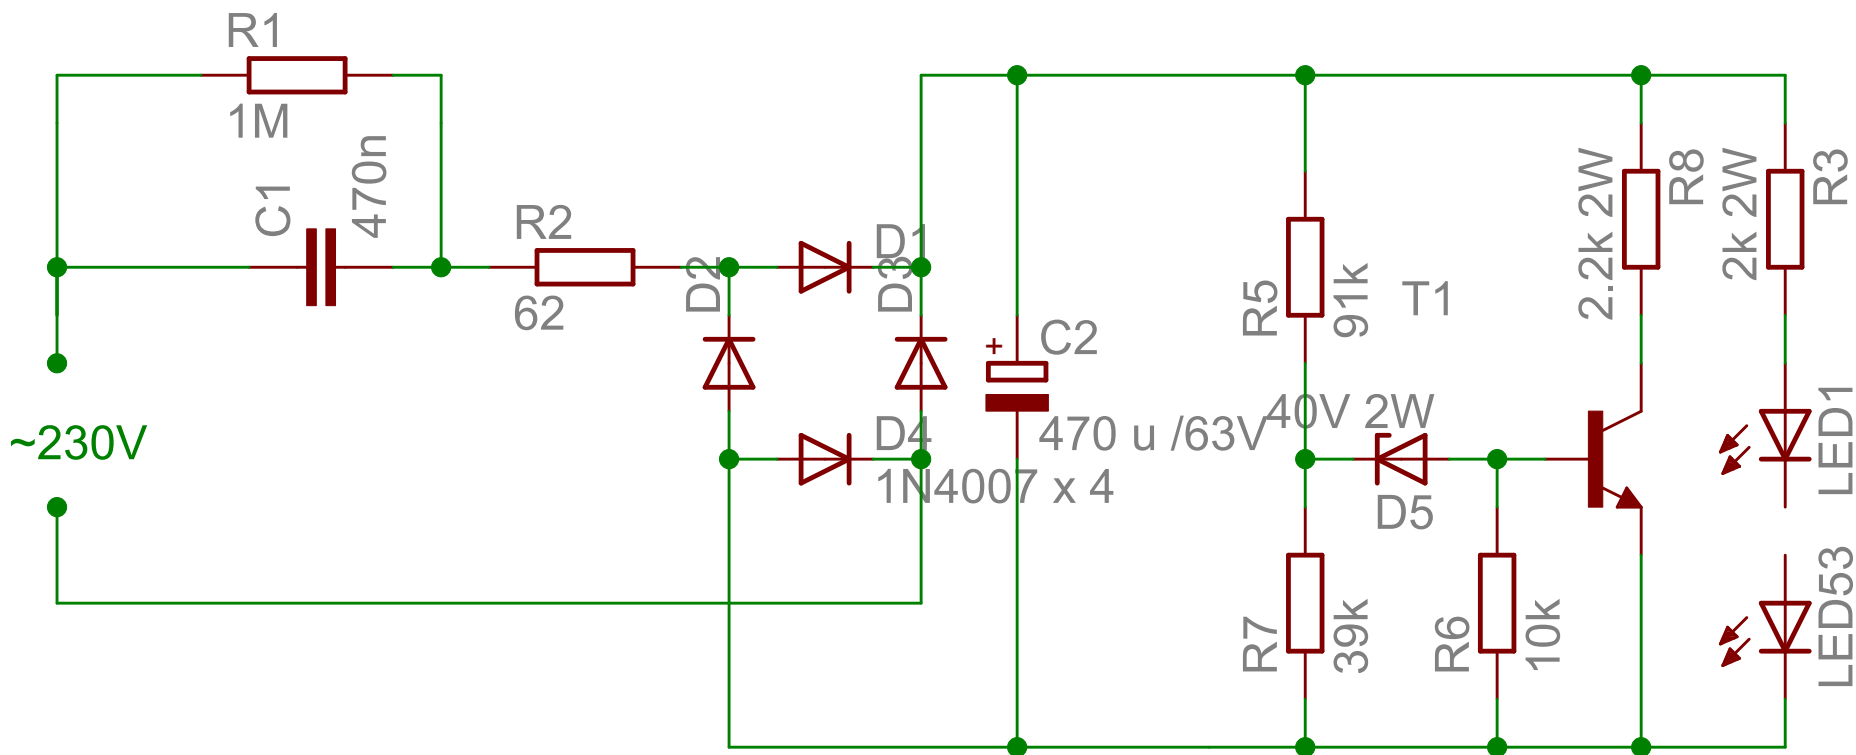 R1
1M
C1
470n
R2
62
D2
D1
D3
D4
1N4007 x 4
~230V
+
C2
470 u /63V
R5
91k
T1
40V 2W
D5
R7
39k
R6
10k
2.2k 2W
R8
2k 2W
R3
LED1
LED53